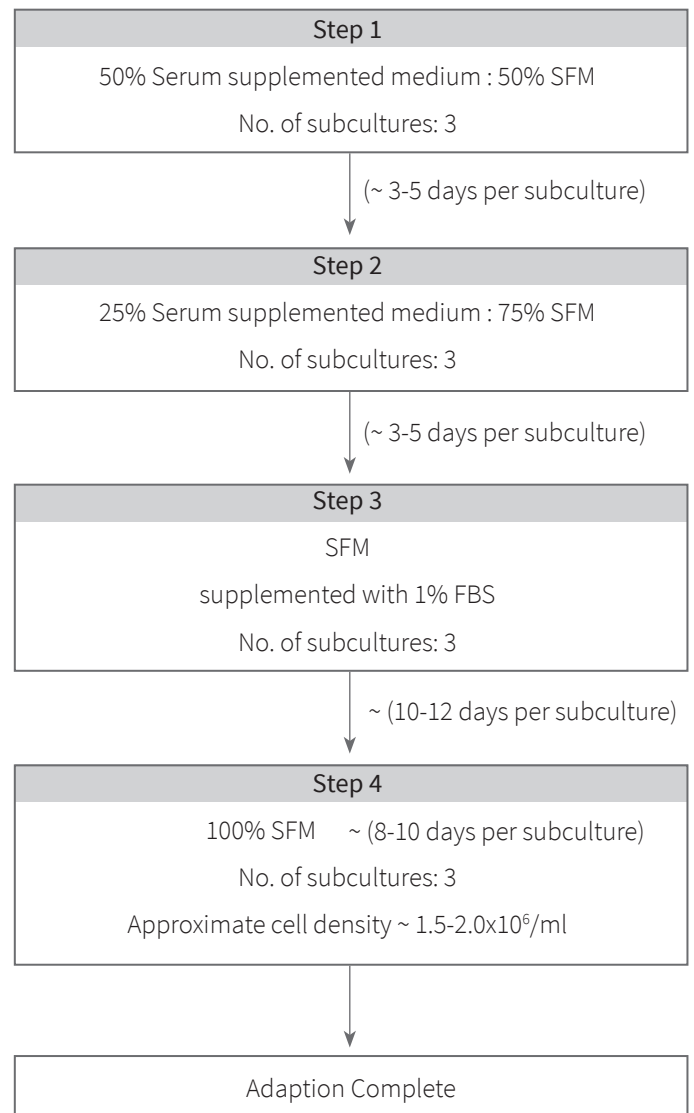 Step 1
50% Serum supplemented medium : 50% SFM
No. of subcultures: 3
(~ 3-5 days per subculture)
Step 2
25% Serum supplemented medium : 75% SFM
No. of subcultures: 3
(~ 3-5 days per subculture)
Step 3
SFM
supplemented with 1% FBS
No. of subcultures: 3
~ (10-12 days per subculture)
Step 4
100% SFM ~ (8-10 days per subculture)
No. of subcultures: 3
Approximate cell density ~ 1.5-2.0x10⁶/ml
Adaption Complete